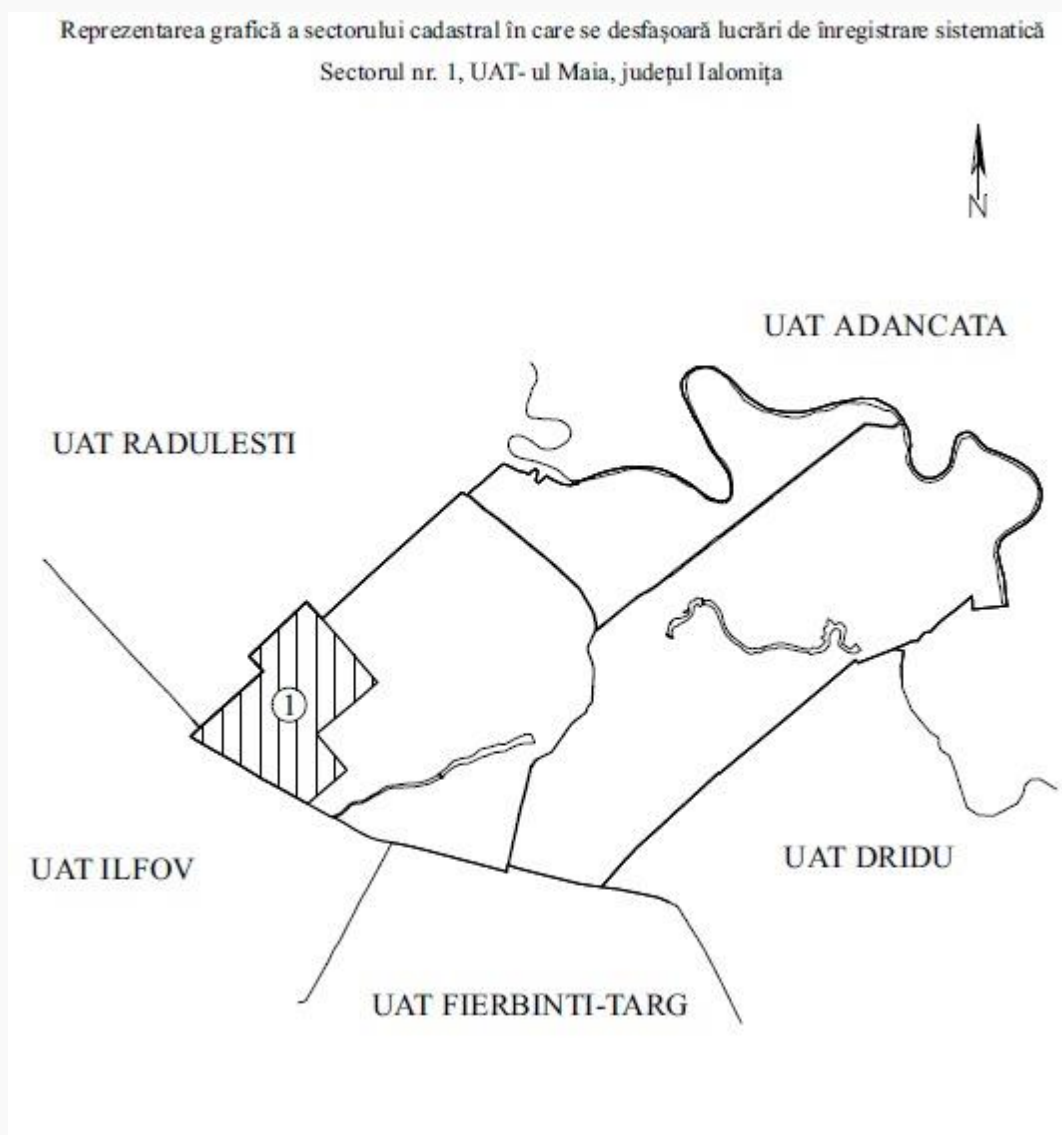 Reprezentarea grafică a sectorului cadastral în care se desfașoară lucrări de înregistrare sistematică
Sectorul nr. 1, UAT- ul Maia, județul Ialomița
N
UAT ADANCATA
UAT RADULESTI
1
UAT ILFOV
UAT DRIDU
UAT FIERBINTI-TARG